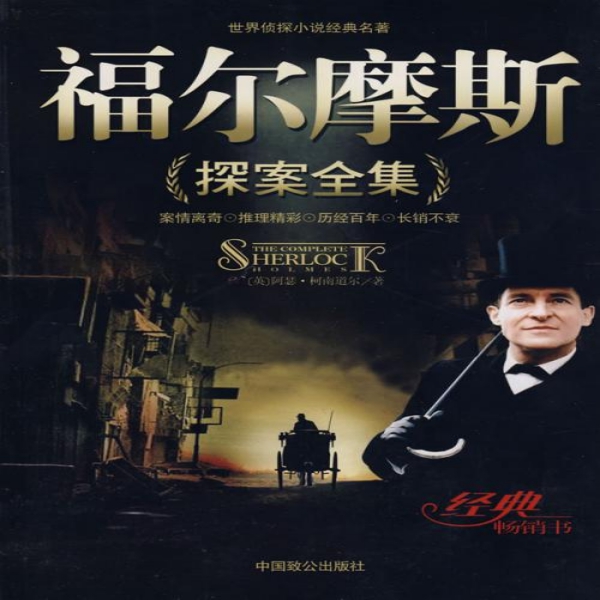 世界侦探小说经典名著
福尔摩斯
探案全集
案情离奇⊙推理精彩⊙历经百年⊙长销不衰
THE COMPLETE
SHERLOCK
HOLMES
(英)阿瑟·柯南道尔/著
经典
畅销书
中国致公出版社